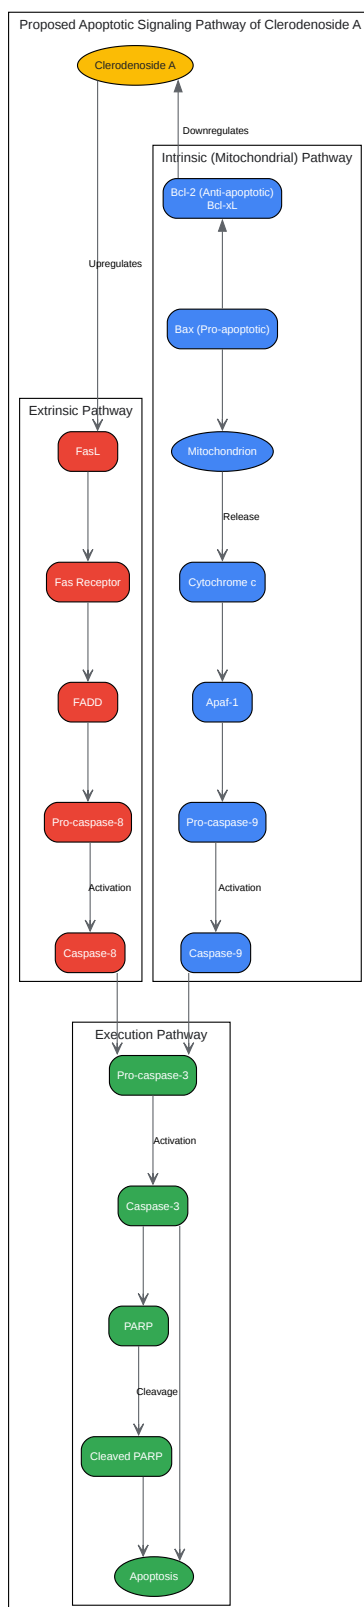 Proposed Apoptotic Signaling Pathway of Clerodenoside A
Clerodenoside A
Downregulates
Intrinsic (Mitochondrial) Pathway
Bcl-2 (Anti-apoptotic)
Bcl-xL
Upregulates
Bax (Pro-apoptotic)
Extrinsic Pathway
FasL
Mitochondrion
Release
Fas Receptor
Cytochrome c
FADD
Apaf-1
Pro-caspase-8
Pro-caspase-9
Activation
Activation
Caspase-8
Caspase-9
Execution Pathway
Pro-caspase-3
Activation
Caspase-3
PARP
Cleavage
Cleaved PARP
Apoptosis